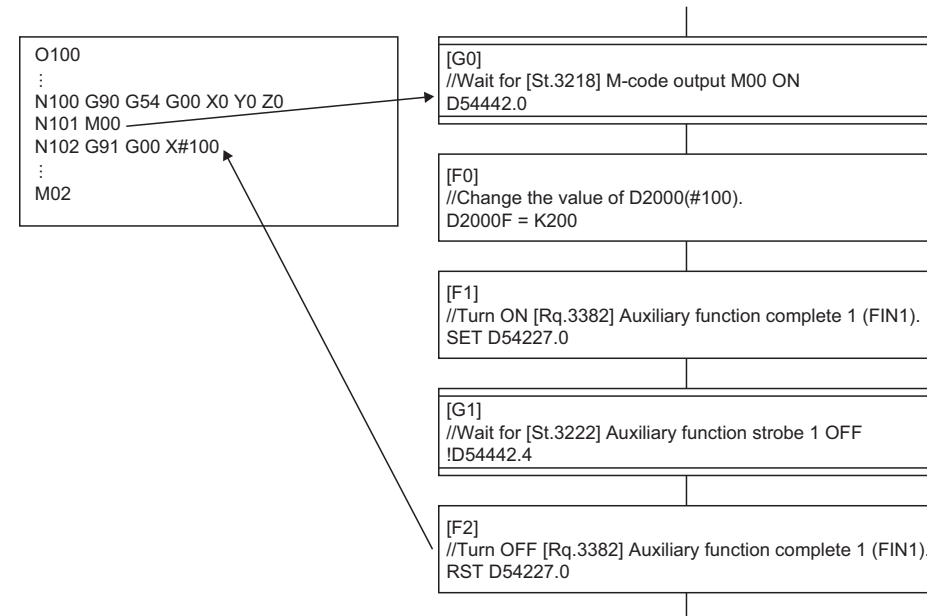 O100
⋮
N100 G90 G54 G00 X0 Y0 Z0
N101 M00
N102 G91 G00 X#100
⋮
M02
[G0]
//Wait for [St.3218] M-code output M00 ON
D54442.0
[F0]
//Change the value of D2000(#100).
D2000F = K200
[F1]
//Turn ON [Rq.3382] Auxiliary function complete 1 (FIN1).
SET D54227.0
[G1]
//Wait for [St.3222] Auxiliary function strobe 1 OFF
!D54442.4
[F2]
//Turn OFF [Rq.3382] Auxiliary function complete 1 (FIN1).
RST D54227.0